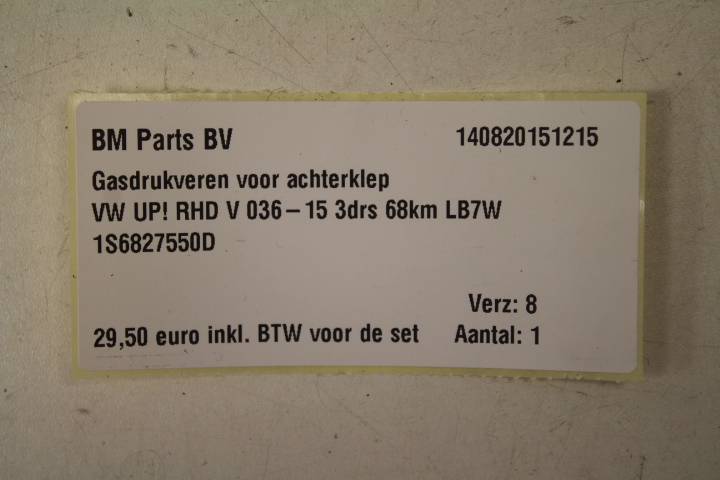 BM Parts BV 140820151215
Gasdrukveren voor achterklep
VW UP! RHD V 036–15 3drs 68km LB7W
1S6827550D
Verz: 8
29,50 euro inkl. BTW voor de set Aantal: 1